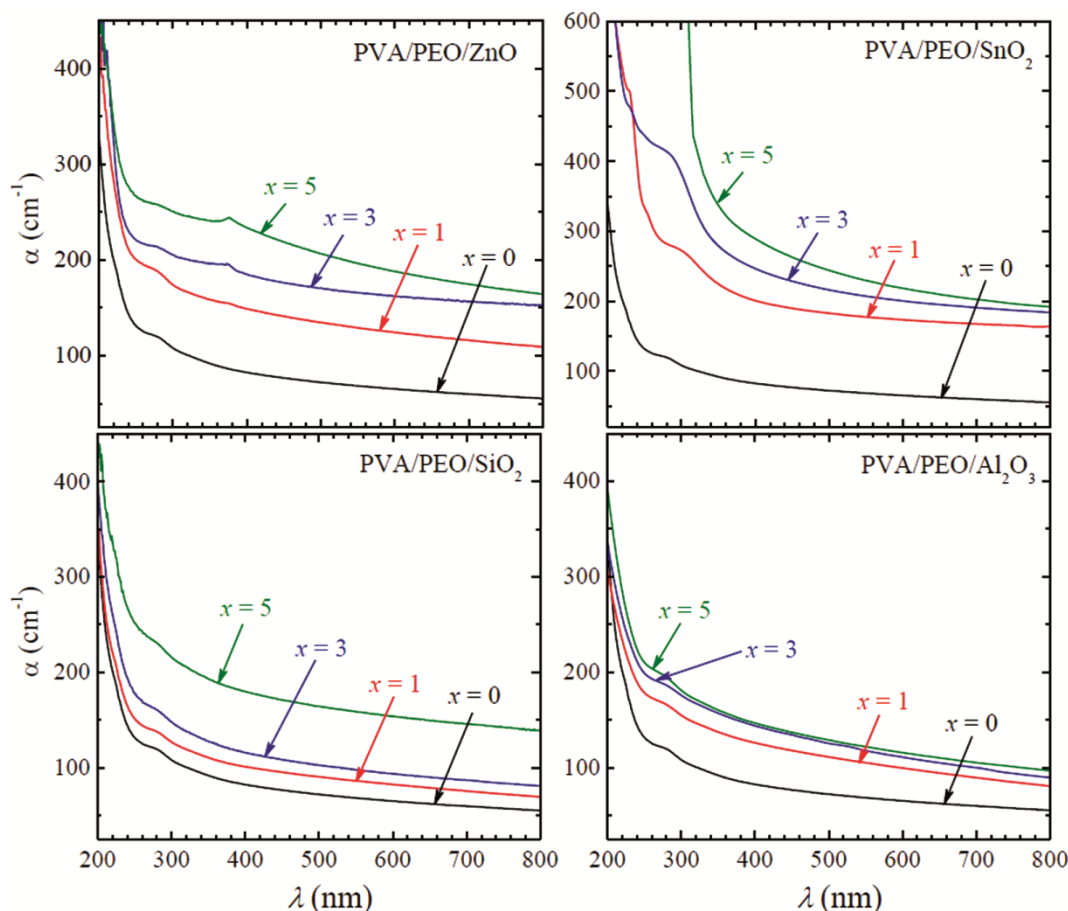 PVA/PEO/ZnO
400
300
200
100
α (cm⁻¹)
x = 5
x = 3
x = 1
x = 0
PVA/PEO/SnO₂
600
500
400
300
200
100
x = 5
x = 3
x = 1
x = 0
PVA/PEO/SiO₂
400
300
200
100
α (cm⁻¹)
x = 5
x = 3
x = 1
x = 0
200 300 400 500 600 700 800
λ (nm)
PVA/PEO/Al₂O₃
400
300
200
100
x = 5
x = 3
x = 1
x = 0
200 300 400 500 600 700 800
λ (nm)